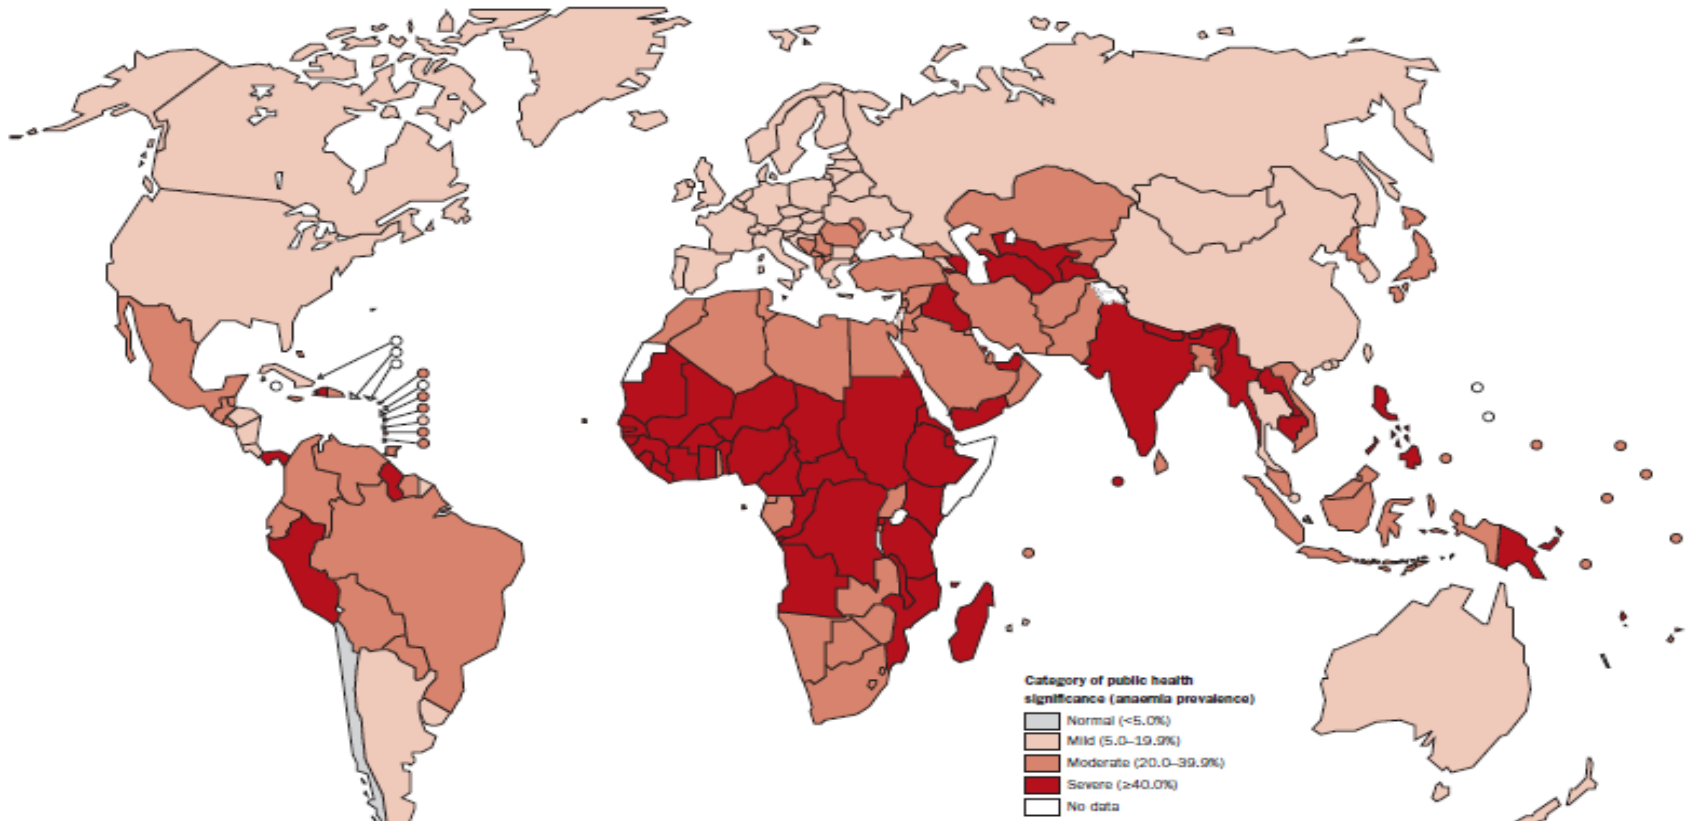 Category of public health
significance (anaemia prevalence)
Normal (<5.0%)
Mild (5.0–19.9%)
Moderate (20.0–39.9%)
Severe (≥40.0%)
No data